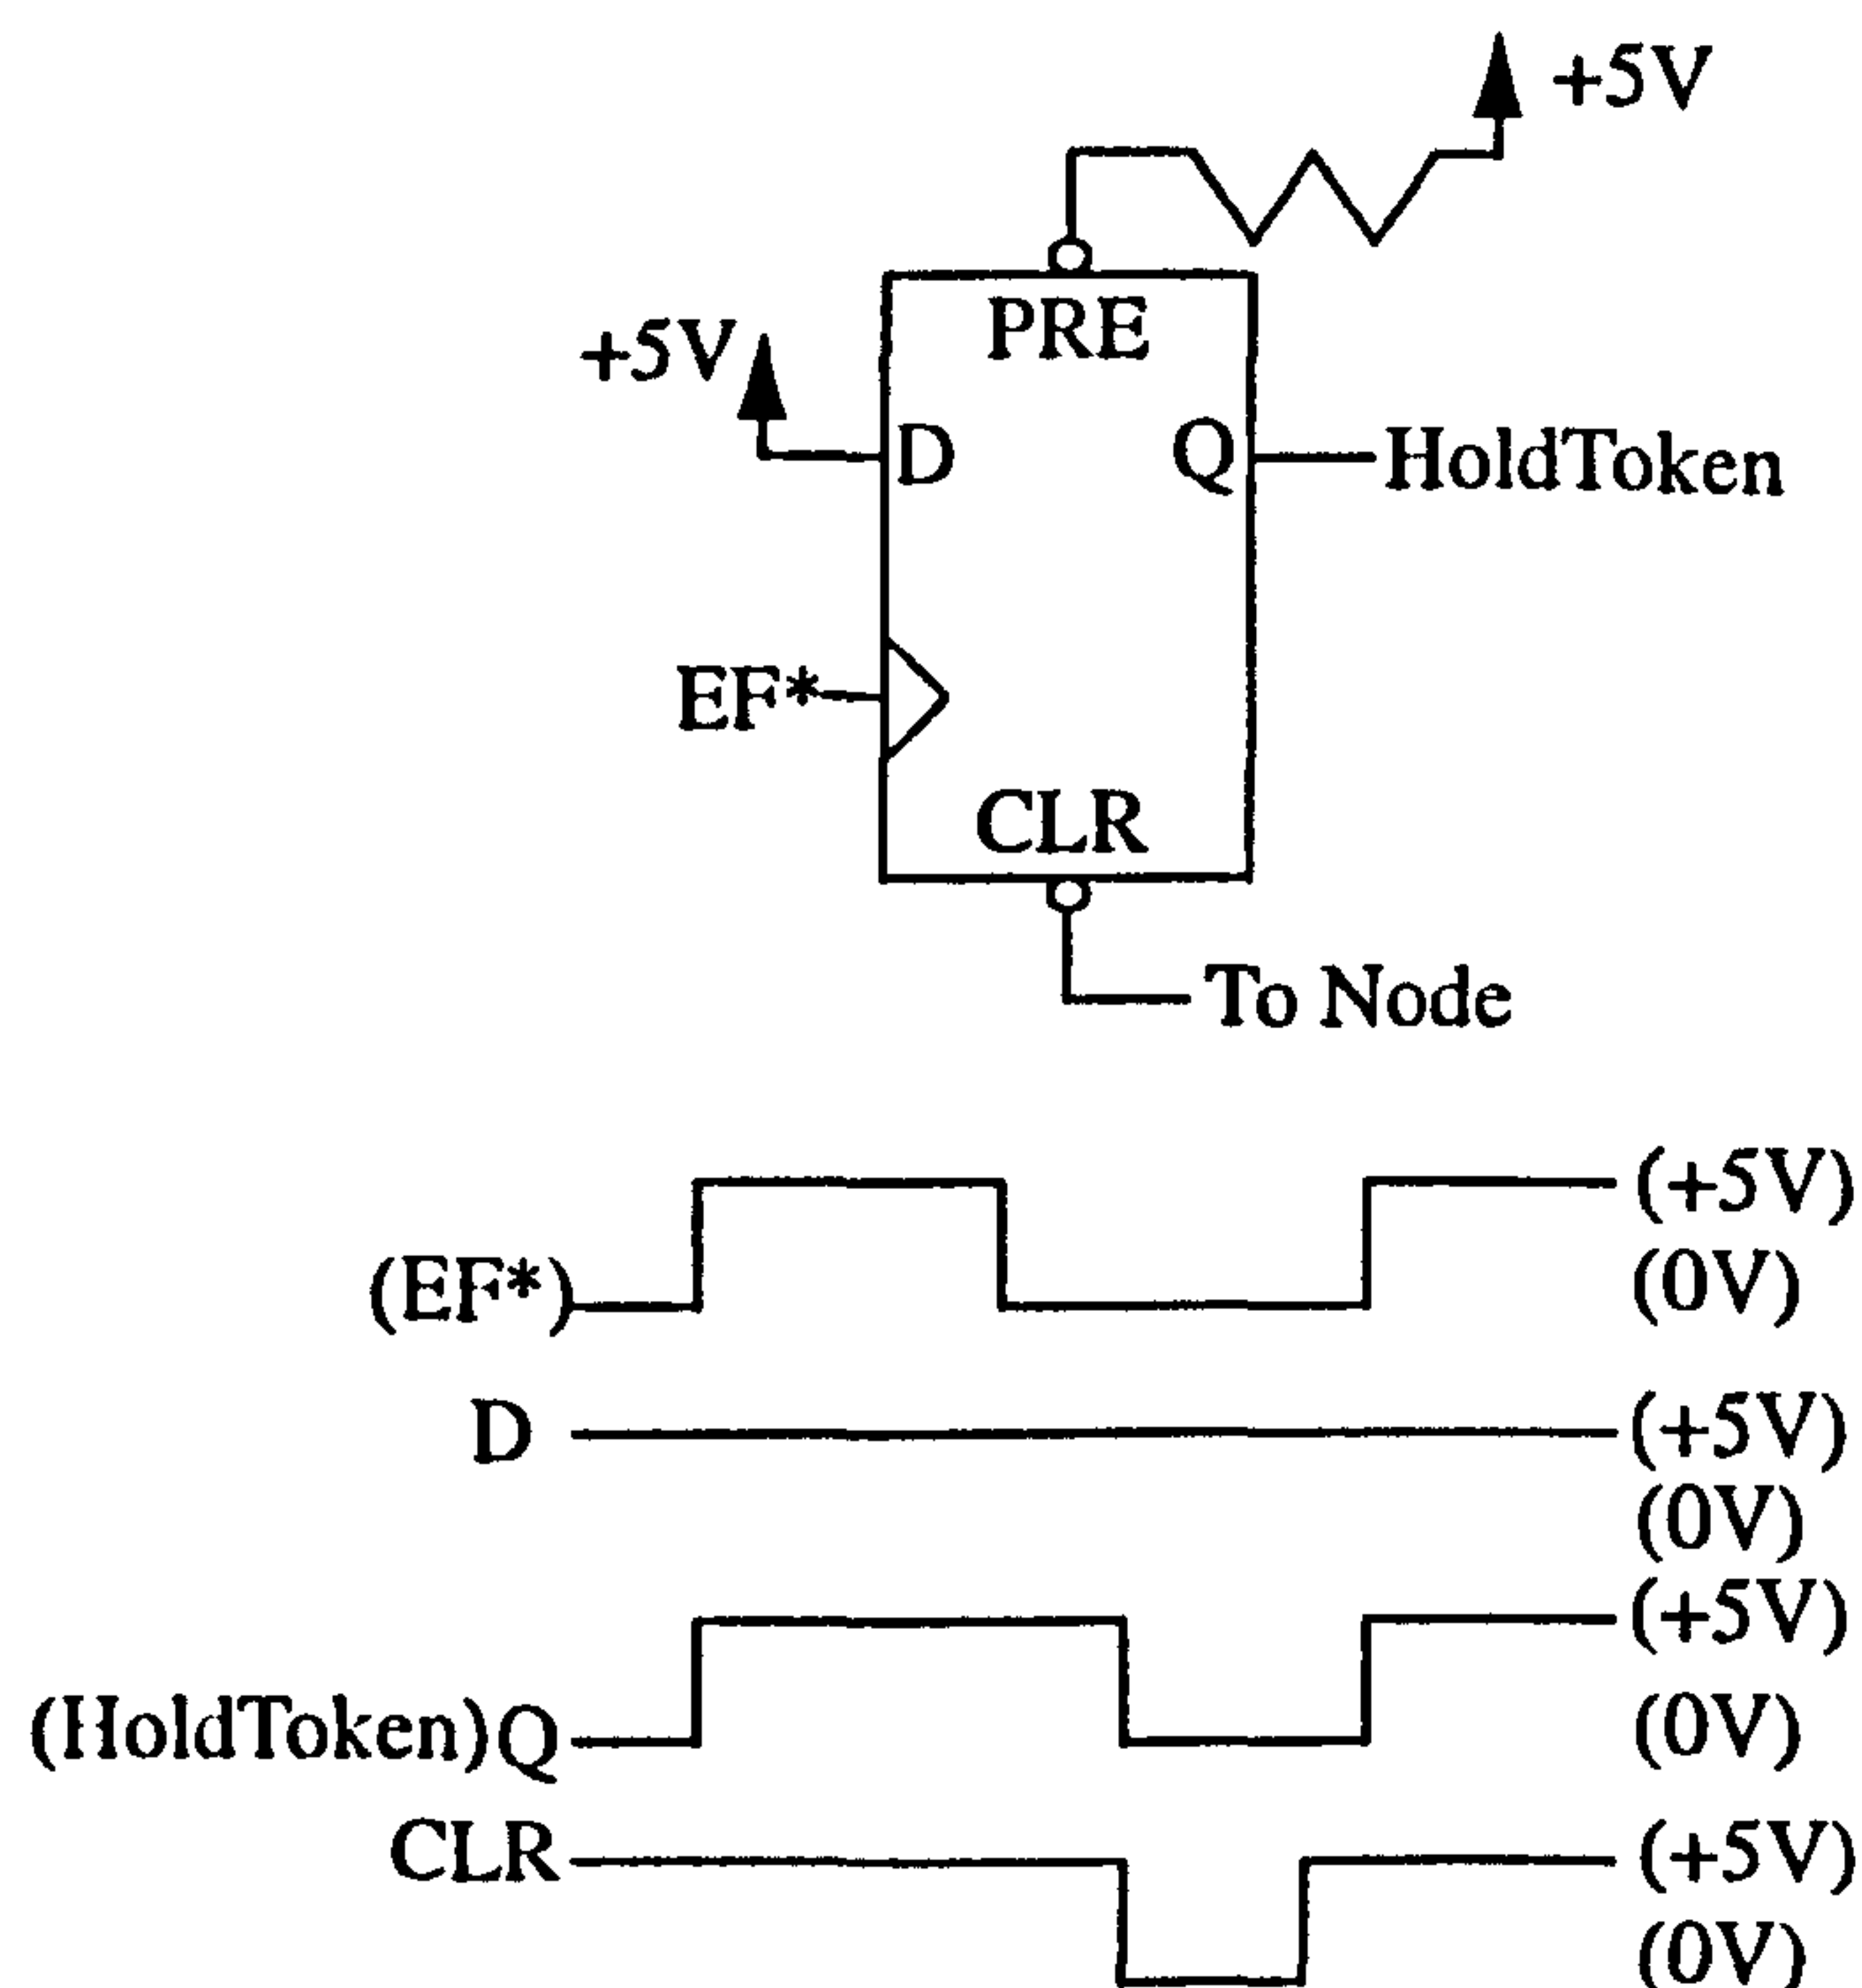 +5V
PRE
+5V
D
Q
HoldToken
EF*
CLR
To Node
(+5V)
(EF*)
(0V)
D
(+5V)
(0V)
(+5V)
(HoldToken)Q
(0V)
CLR
(+5V)
(0V)